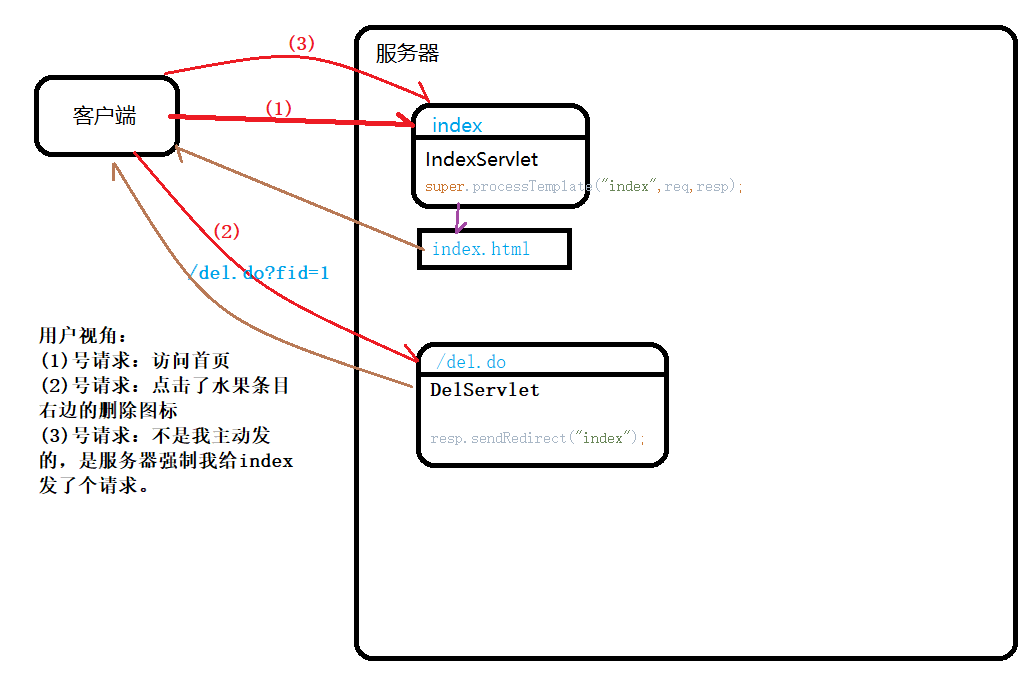 服务器
(3)
客户端
(1)
index
IndexServlet
super.processTemplate("index",req,resp);
(2)
index.html
/del.do?fid=1
用户视角:
(1)号请求: 访问首页
(2)号请求: 点击了水果条目
右边的删除图标
(3)号请求: 不是我主动发
的, 是服务器强制我给index
发了个请求。
/del.do
DelServlet
resp.sendRedirect("index");